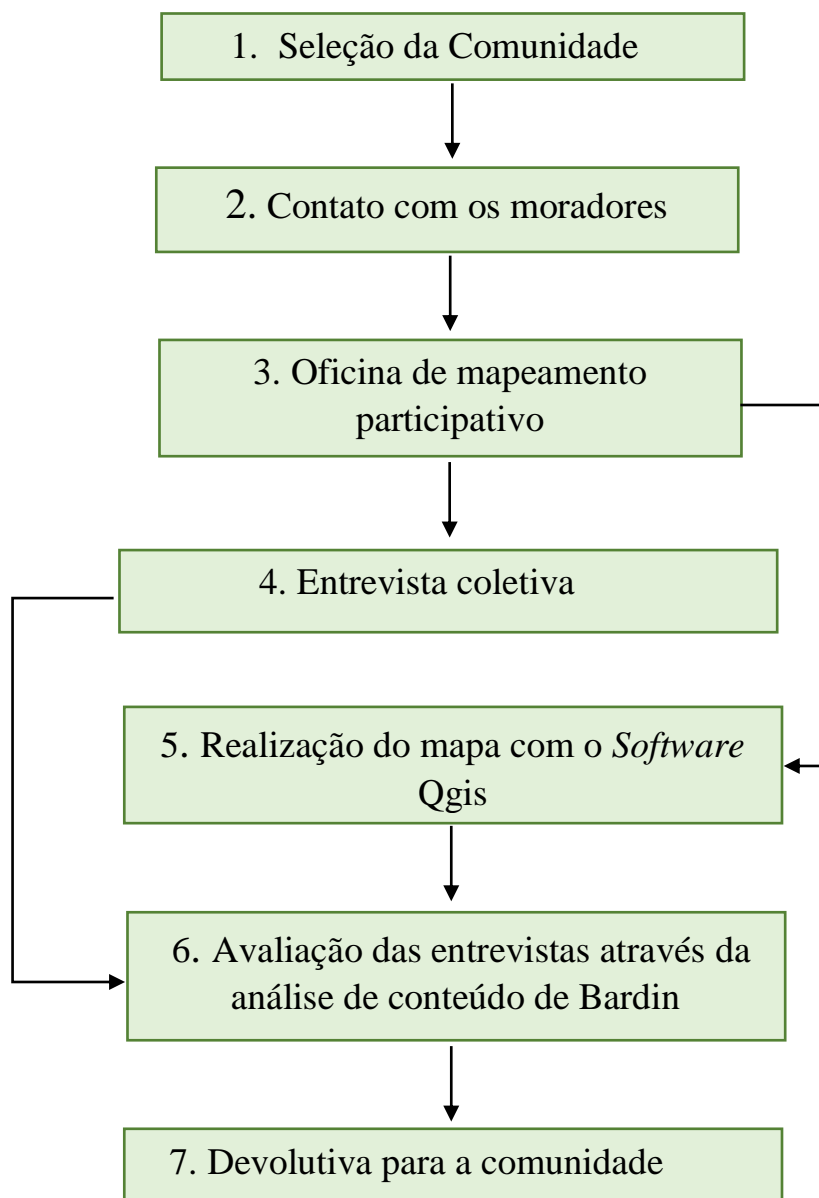 1. Seleção da Comunidade
2. Contato com os moradores
3. Oficina de mapeamento
participativo
4. Entrevista coletiva
5. Realização do mapa com o Software
Qgis
6. Avaliação das entrevistas através da
análise de conteúdo de Bardin
7. Devolutiva para a comunidade